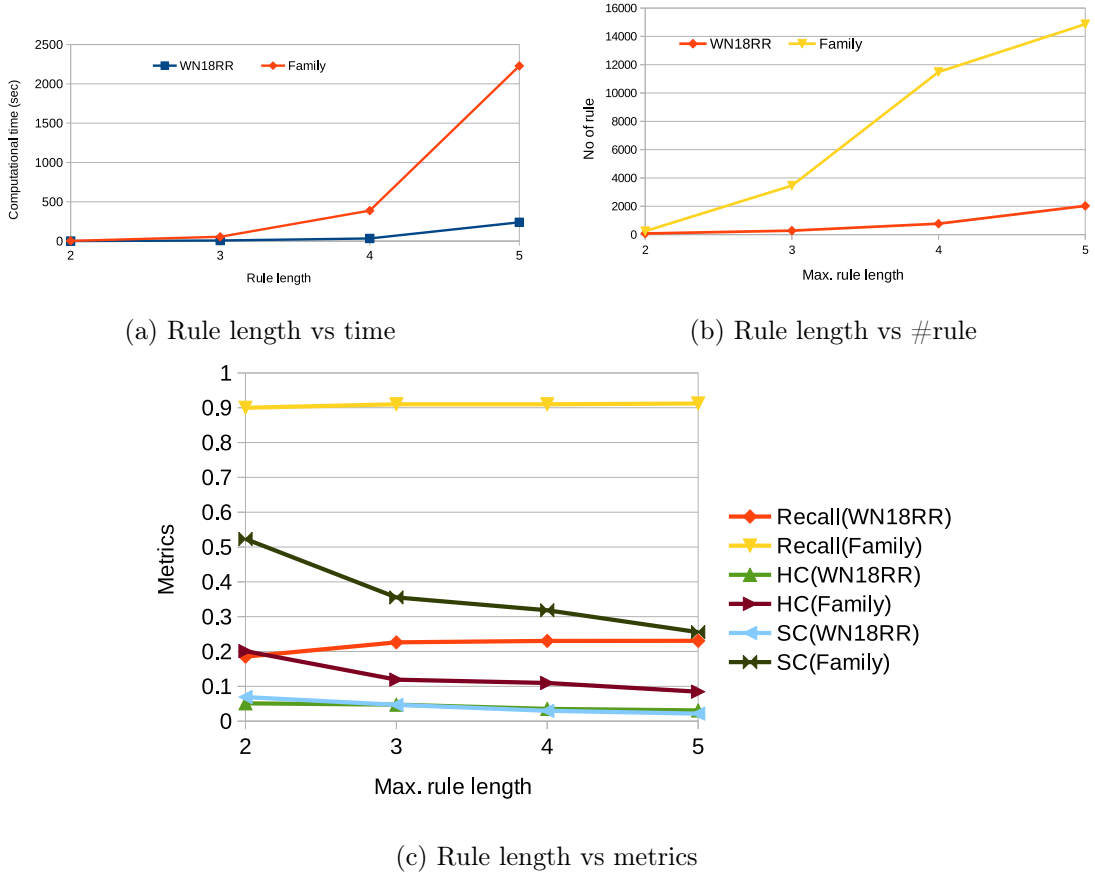 2500
2000
1500
1000
500
0
Computational time (sec)
WN18RR Family
2 3 4 5
Rule length
(a) Rule length vs time
16000
14000
12000
10000
8000
6000
4000
2000
0
No of rule
WN18RR Family
2 3 4 5
Max. rule length
(b) Rule length vs #rule
1
0.9
0.8
0.7
0.6
0.5
0.4
0.3
0.2
0.1
0
Metrics
2 3 4 5
Max. rule length
Recall(WN18RR)
Recall(Family)
HC(WN18RR)
HC(Family)
SC(WN18RR)
SC(Family)
(c) Rule length vs metrics